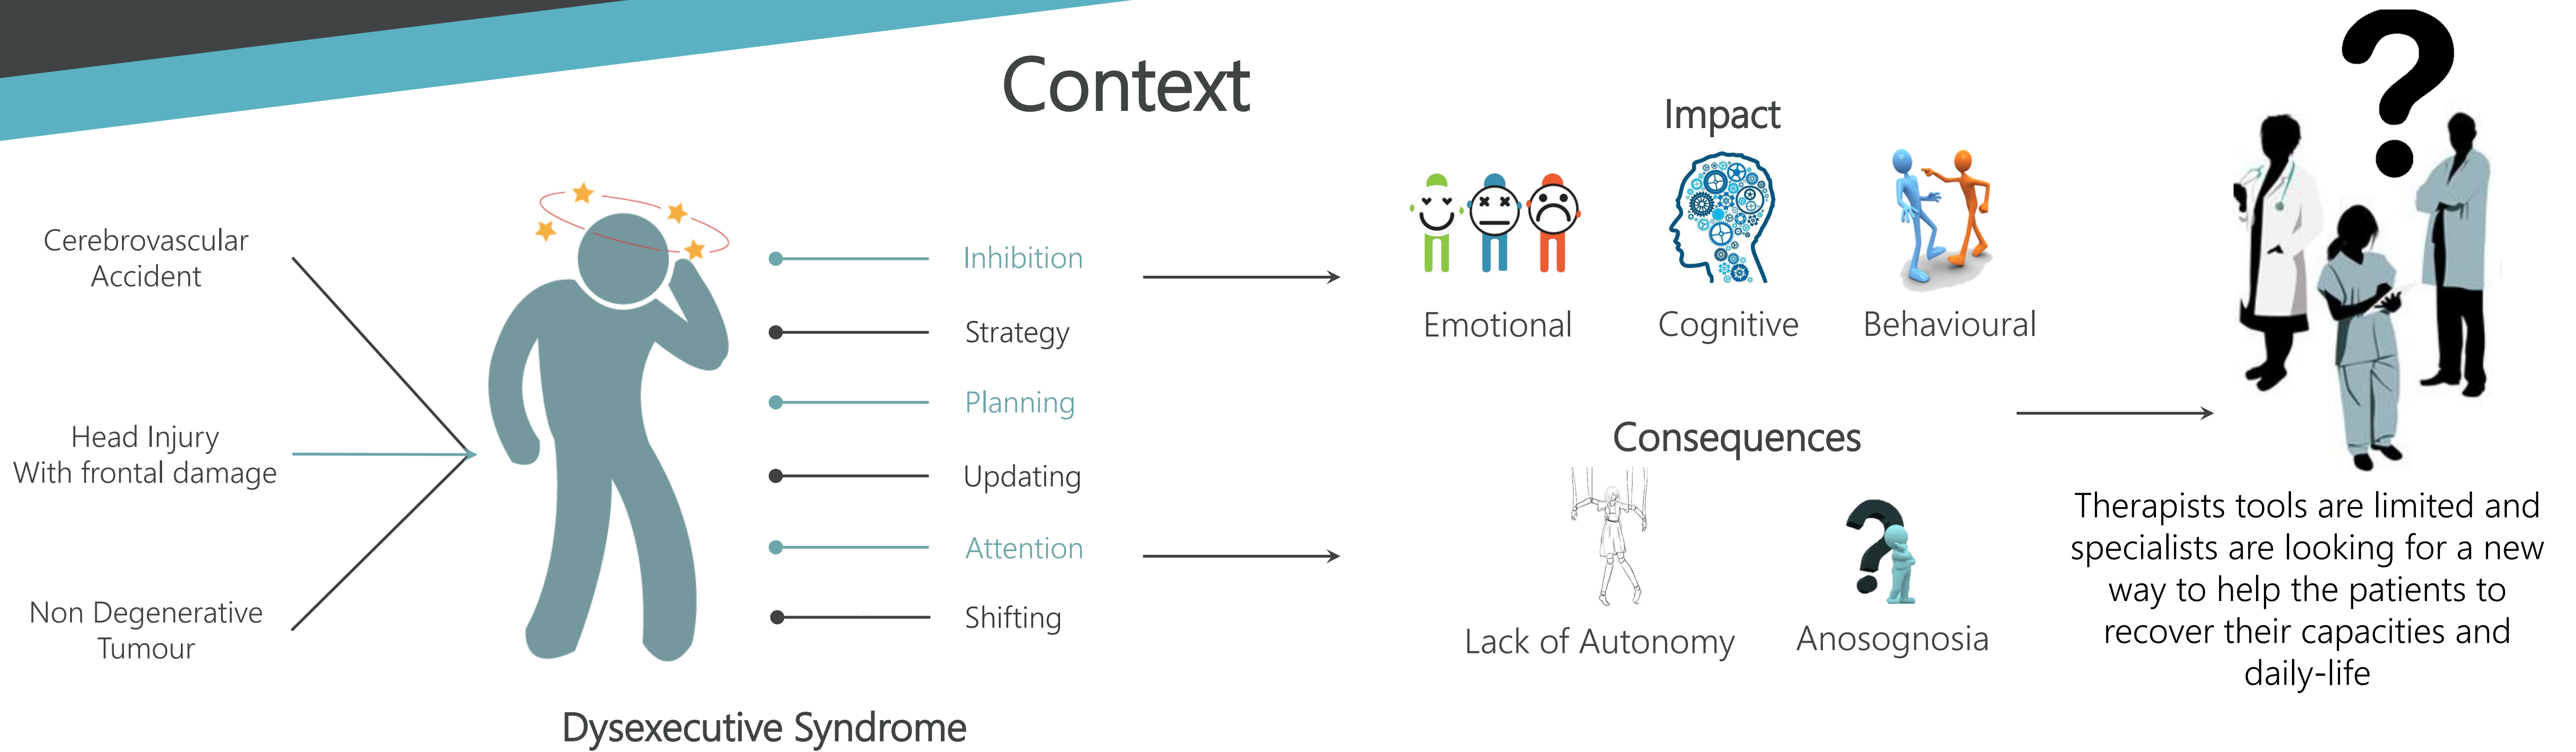 Context
Cerebrovascular
Accident
Head Injury
With frontal damage
Non Degenerative
Tumour
Dysexecutive Syndrome
Inhibition
Strategy
Planning
Updating
Attention
Shifting
Impact
Emotional
Cognitive
Behavioural
Consequences
Lack of Autonomy
Anosognosia
?
Therapists tools are limited and
specialists are looking for a new
way to help the patients to
recover their capacities and
daily-life